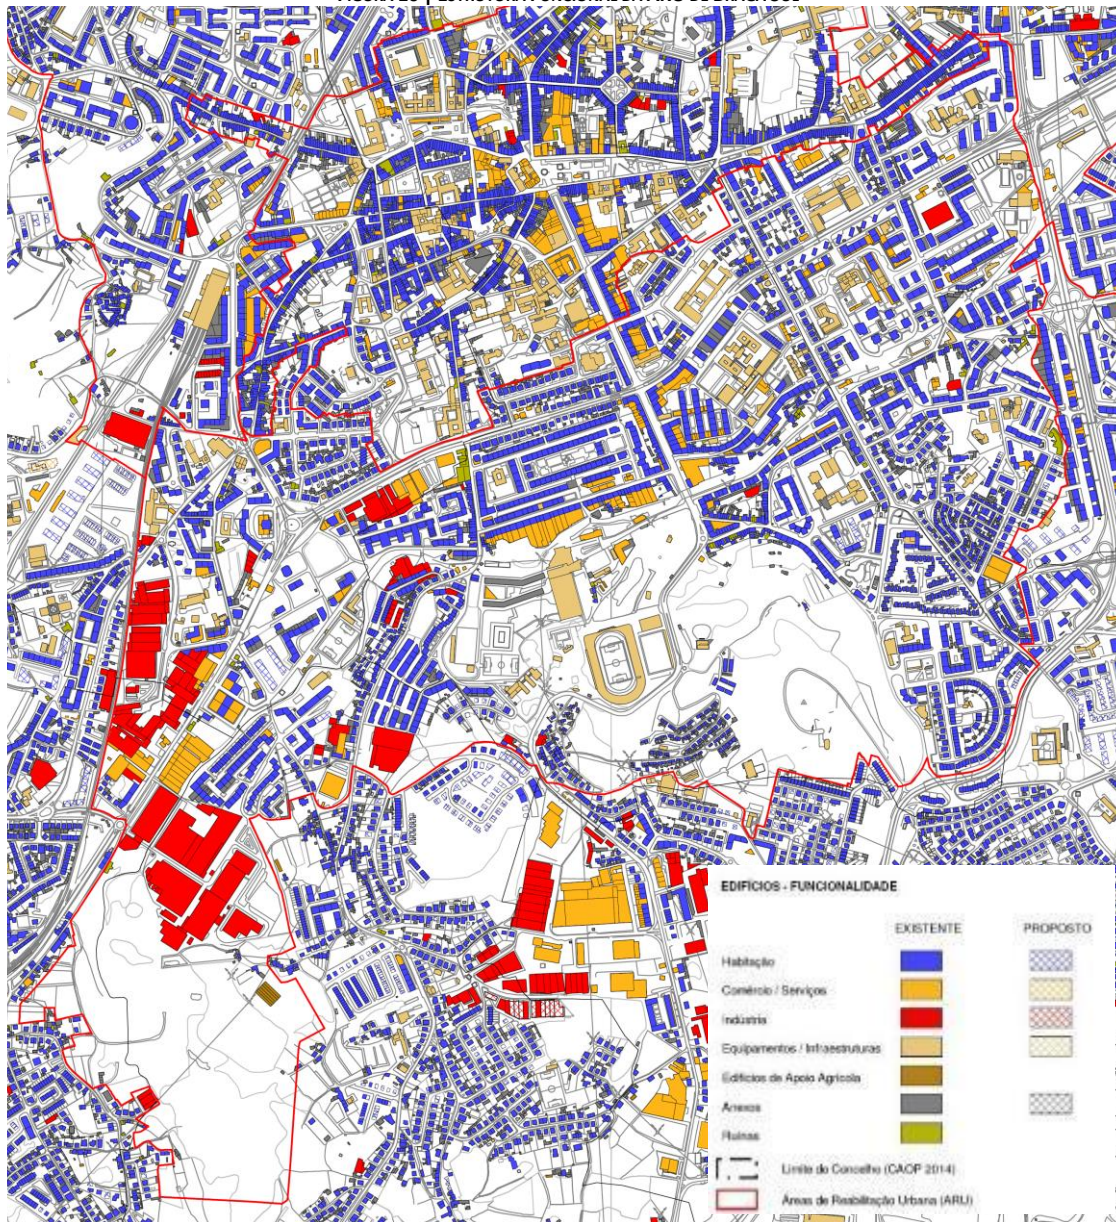 EDIFÍCIOS - FUNCIONALIDADE
EXISTENTE PROPOSTO
Habitação
Comércio / Serviços
Indústria
Equipamentos / Infraestruturas
Edifícios de Apoio Agrícola
Anexos
Ruínas
Limite do Concelho (CAOP 2014)
Áreas de Reabilitação Urbana (ARU)